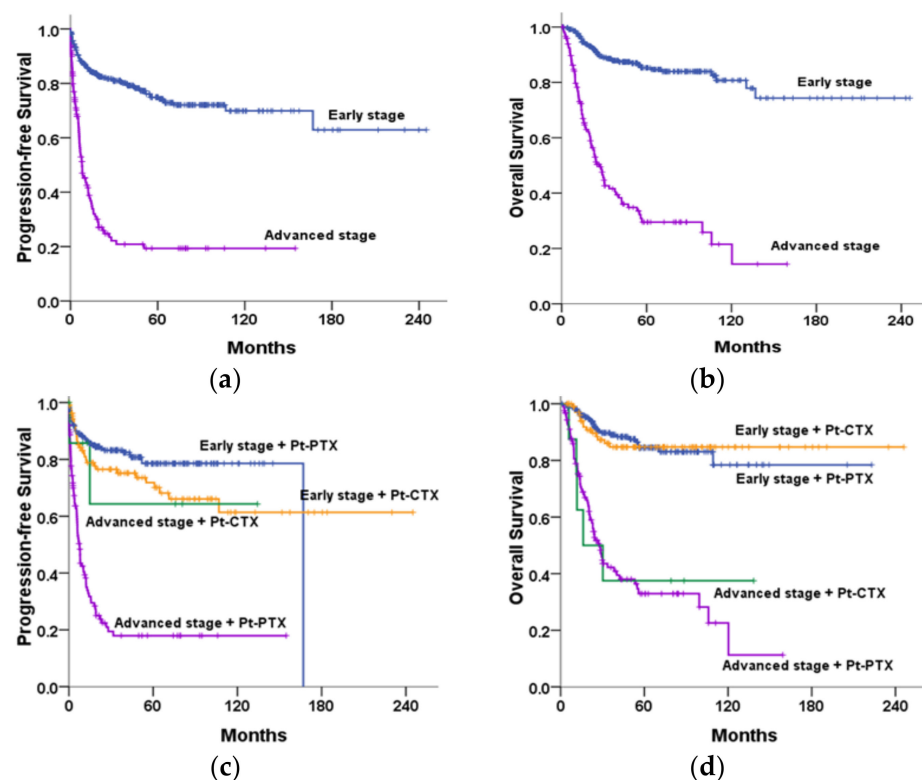 Progression-free Survival
1.0
0.8
0.6
0.4
0.2
0.0
Early stage
Advanced stage
0 60 120 180 240
Months
(a)
Overall Survival
1.0
0.8
0.6
0.4
0.2
0.0
Early stage
Advanced stage
0 60 120 180 240
Months
(b)
Progression-free Survival
1.0
0.8
0.6
0.4
0.2
0.0
Early stage + Pt-PTX
Early stage + Pt-CTX
Advanced stage + Pt-CTX
Advanced stage + Pt-PTX
0 60 120 180 240
Months
(c)
Overall Survival
1.0
0.8
0.6
0.4
0.2
0.0
Early stage + Pt-CTX
Early stage + Pt-PTX
Advanced stage + Pt-CTX
Advanced stage + Pt-PTX
0 60 120 180 240
Months
(d)